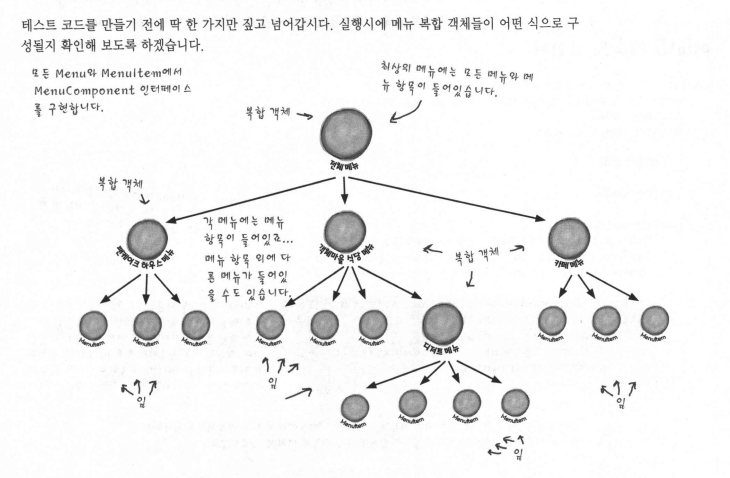 테스트 코드를 만들기 전에 딱 한 가지만 짚고 넘어갑시다. 실행시에 메뉴 복합 객체들이 어떤 식으로 구
성될지 확인해 보도록 하겠습니다.
모든 Menu와 MenuItem에서
MenuComponent 인터페이스
를 구현합니다.
최상위 메뉴에는 모든 메뉴와 메
뉴 항목이 들어있습니다.
복합 객체
전체 메뉴
복합 객체
각 메뉴에는 메뉴
항목이 들어있죠...
메뉴 항목 외에 다
른 메뉴가 들어있
을 수도 있습니다.
팬케이크 하우스 메뉴
객체마을 식당 메뉴
복합 객체
카페 메뉴
MenuItem
MenuItem
MenuItem
MenuItem
MenuItem
MenuItem
디저트 메뉴
MenuItem
MenuItem
MenuItem
잎
잎
잎
MenuItem
MenuItem
MenuItem
MenuItem
잎